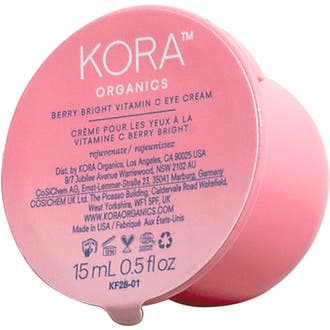 KORA™
ORGANICS
BERRY BRIGHT VITAMIN C EYE CREAM
CRÈME POUR LES YEUX À LA
VITAMINE C BERRY BRIGHT
rejuvenate / rajeunissez
Dist. by KORA Organics, Los Angeles, CA 90025 USA
9/7 Jubilee Avenue Warriewood, NSW 2102 AU
CoSiChem AG, Ernst-Lemmer-Strasse 23, 35041 Marburg, Germany
COSICHEM UK Ltd. The Picasso Building, Caldervale Road Wakefield,
West Yorkshire, WF1 5PF, UK
WWW.KORAORGANICS.COM
Made in USA / Fabriqué Aux États-Unis
15 mL 0.5 fl oz
KF28-01